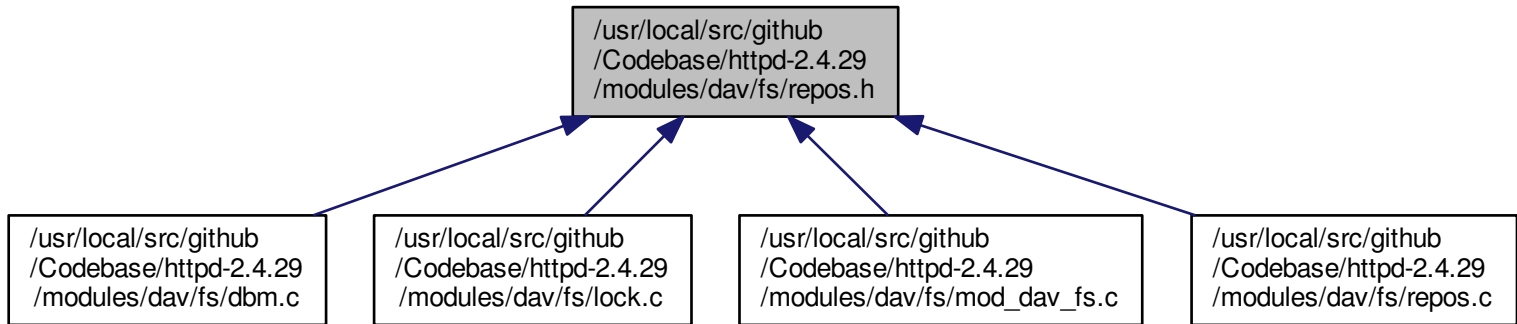 /usr/local/src/github
/Codebase/httpd-2.4.29
/modules/dav/fs/repos.h
/usr/local/src/github
/Codebase/httpd-2.4.29
/modules/dav/fs/dbm.c
/usr/local/src/github
/Codebase/httpd-2.4.29
/modules/dav/fs/lock.c
/usr/local/src/github
/Codebase/httpd-2.4.29
/modules/dav/fs/mod_dav_fs.c
/usr/local/src/github
/Codebase/httpd-2.4.29
/modules/dav/fs/repos.c